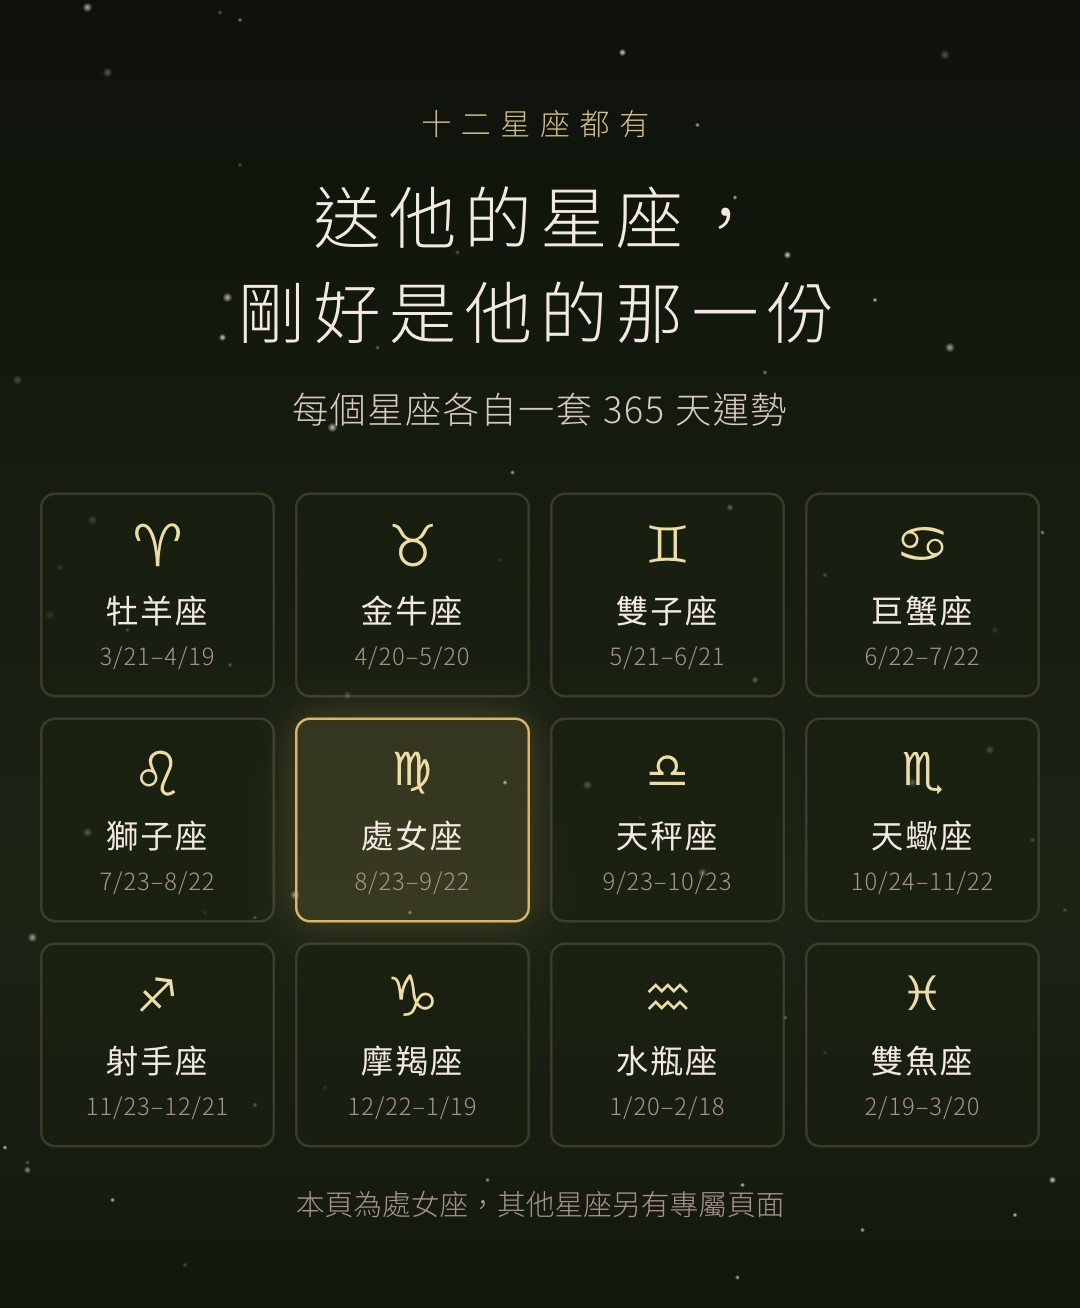 十二星座都有
送他的星座，
剛好是他的那一份
每個星座各自一套 365 天運勢
♈ ♉ ♊ ♋
牡羊座 金牛座 雙子座 巨蟹座
3/21–4/19 4/20–5/20 5/21–6/21 6/22–7/22
♌ ♍ ♎ ♏
獅子座 處女座 天秤座 天蠍座
7/23–8/22 8/23–9/22 9/23–10/23 10/24–11/22
♐ ♑ ♒ ♓
射手座 摩羯座 水瓶座 雙魚座
11/23–12/21 12/22–1/19 1/20–2/18 2/19–3/20
本頁為處女座，其他星座另有專屬頁面